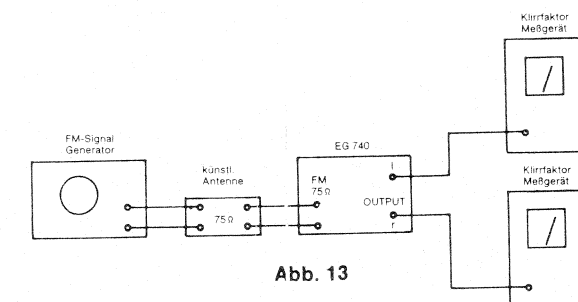 Klirrfaktor
Meßgerät
FM-Signal
Generator
künstl.
Antenne
75Ω
EG 740
FM
75Ω
l
OUTPUT
r
Klirrfaktor
Meßgerät
Abb. 13